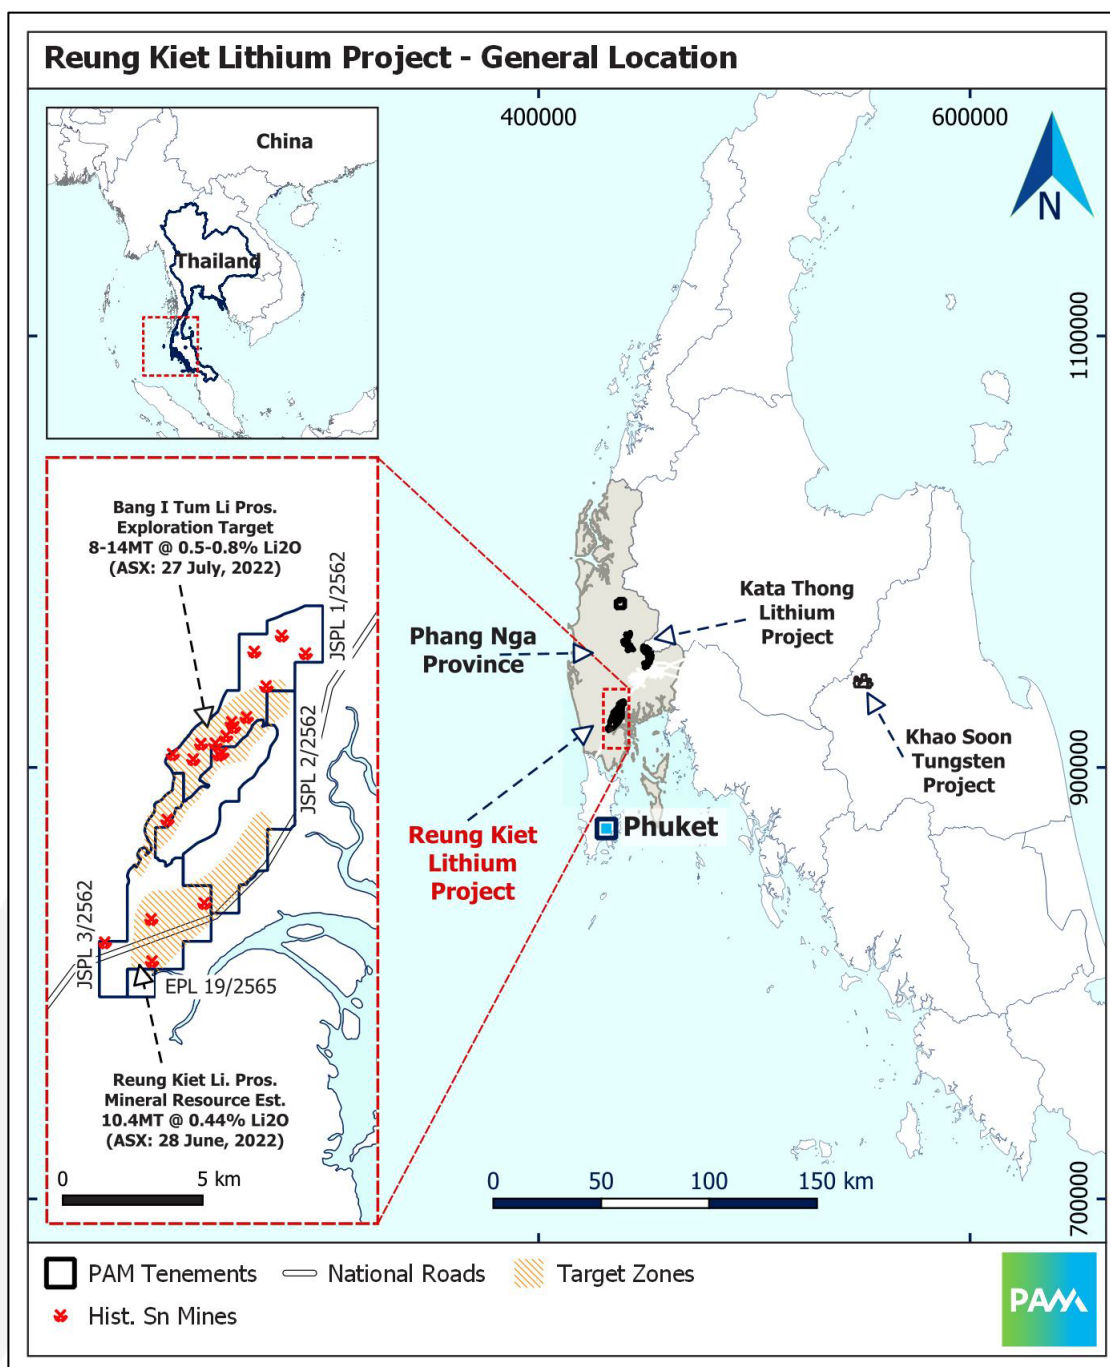 Reung Kiet Lithium Project - General Location
400000
600000
China
Thailand
N
1100000
Bang I Tum Li Pros.
Exploration Target
8-14MT @ 0.5-0.8% Li2O
(ASX: 27 July, 2022)
JSPL 1/2562
JSPL 2/2562
JSPL 3/2562
EPL 19/2565
Reung Kiet Li. Pros.
Mineral Resource Est.
10.4MT @ 0.44% Li2O
(ASX: 28 June, 2022)
0
5 km
Phang Nga
Province
Kata Thong
Lithium
Project
Khao Soon
Tungsten
Project
900000
Reung Kiet
Lithium
Project
Phuket
0
50
100
150 km
700000
PAM Tenements
National Roads
Target Zones
Hist. Sn Mines
PAM